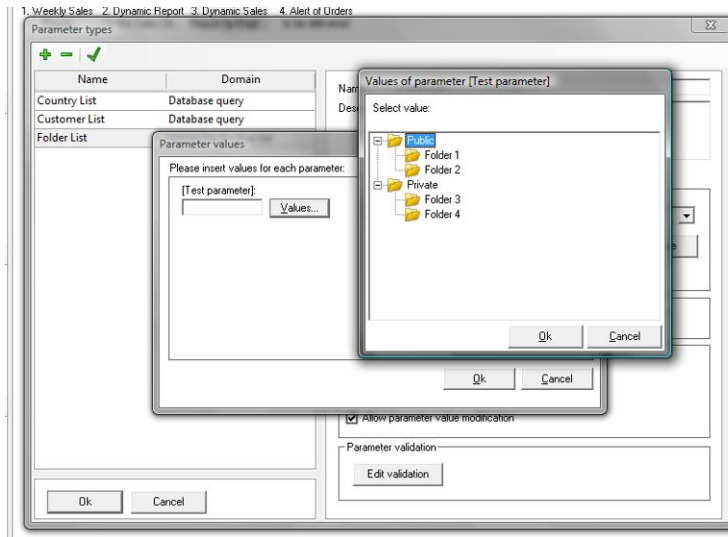 1. Weekly Sales 2. Dynamic Report 3. Dynamic Sales 4. Alert of Orders
Parameter types
Name Domain
Country List Database query
Customer List Database query
Folder List
Parameter values
Please insert values for each parameter:
[Test parameter]:
Values...
Ok Cancel
Values of parameter [Test parameter]
Select value:
Public
Folder 1
Folder 2
Private
Folder 3
Folder 4
Ok Cancel
Allow parameter value modification
Parameter validation
Edit validation
Ok Cancel